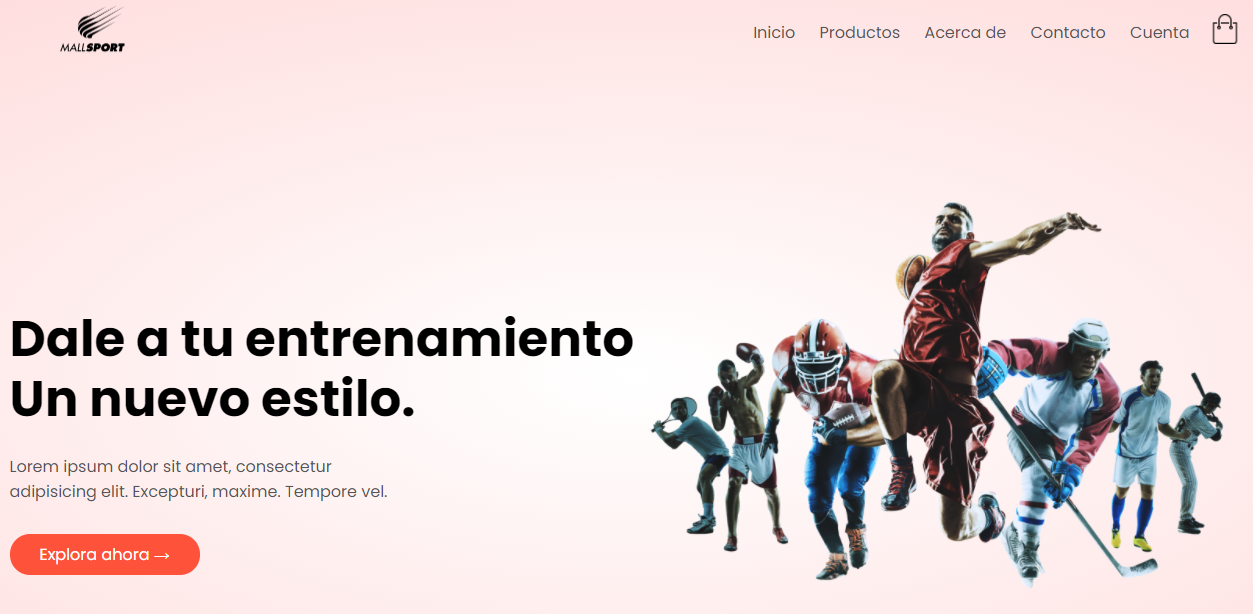 MALLSPORT
Inicio Productos Acerca de Contacto Cuenta
Dale a tu entrenamiento
Un nuevo estilo.
Lorem ipsum dolor sit amet, consectetur
adipisicing elit. Excepturi, maxime. Tempore vel.
Explora ahora →